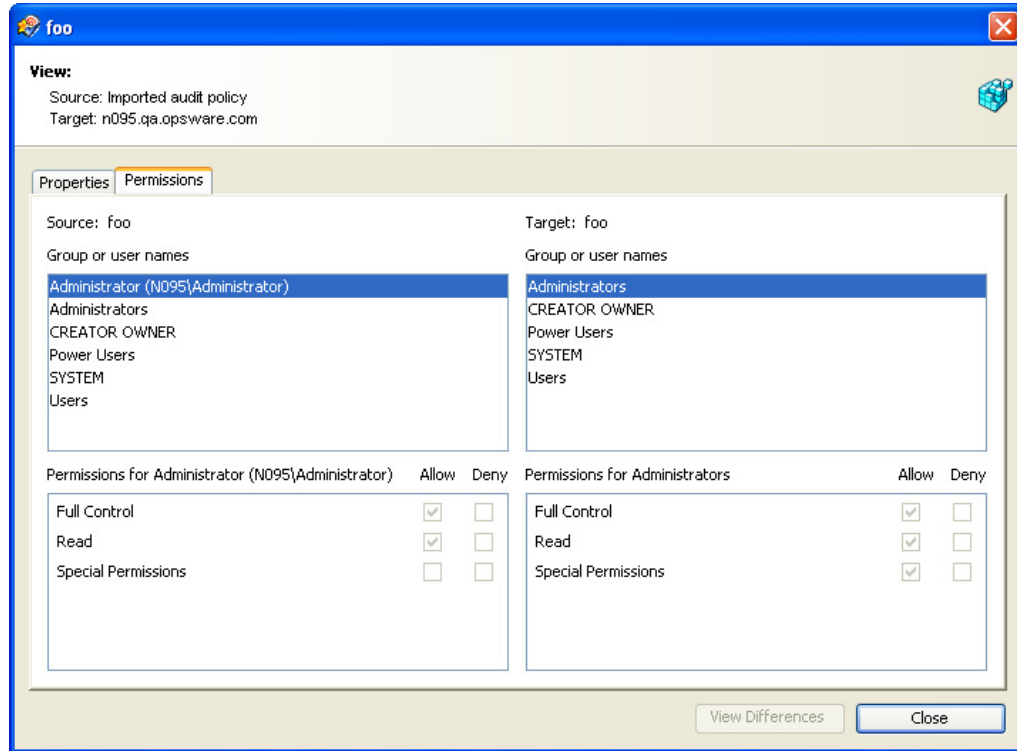 foo
View:
Source: Imported audit policy
Target: n095.qa.opsware.com
Properties Permissions
Source: foo
Group or user names
Administrator (N095\Administrator)
Administrators
CREATOR OWNER
Power Users
SYSTEM
Users
Permissions for Administrator (N095\Administrator) Allow Deny
Full Control
Read
Special Permissions
Target: foo
Group or user names
Administrators
CREATOR OWNER
Power Users
SYSTEM
Users
Permissions for Administrators Allow Deny
Full Control
Read
Special Permissions
View Differences Close